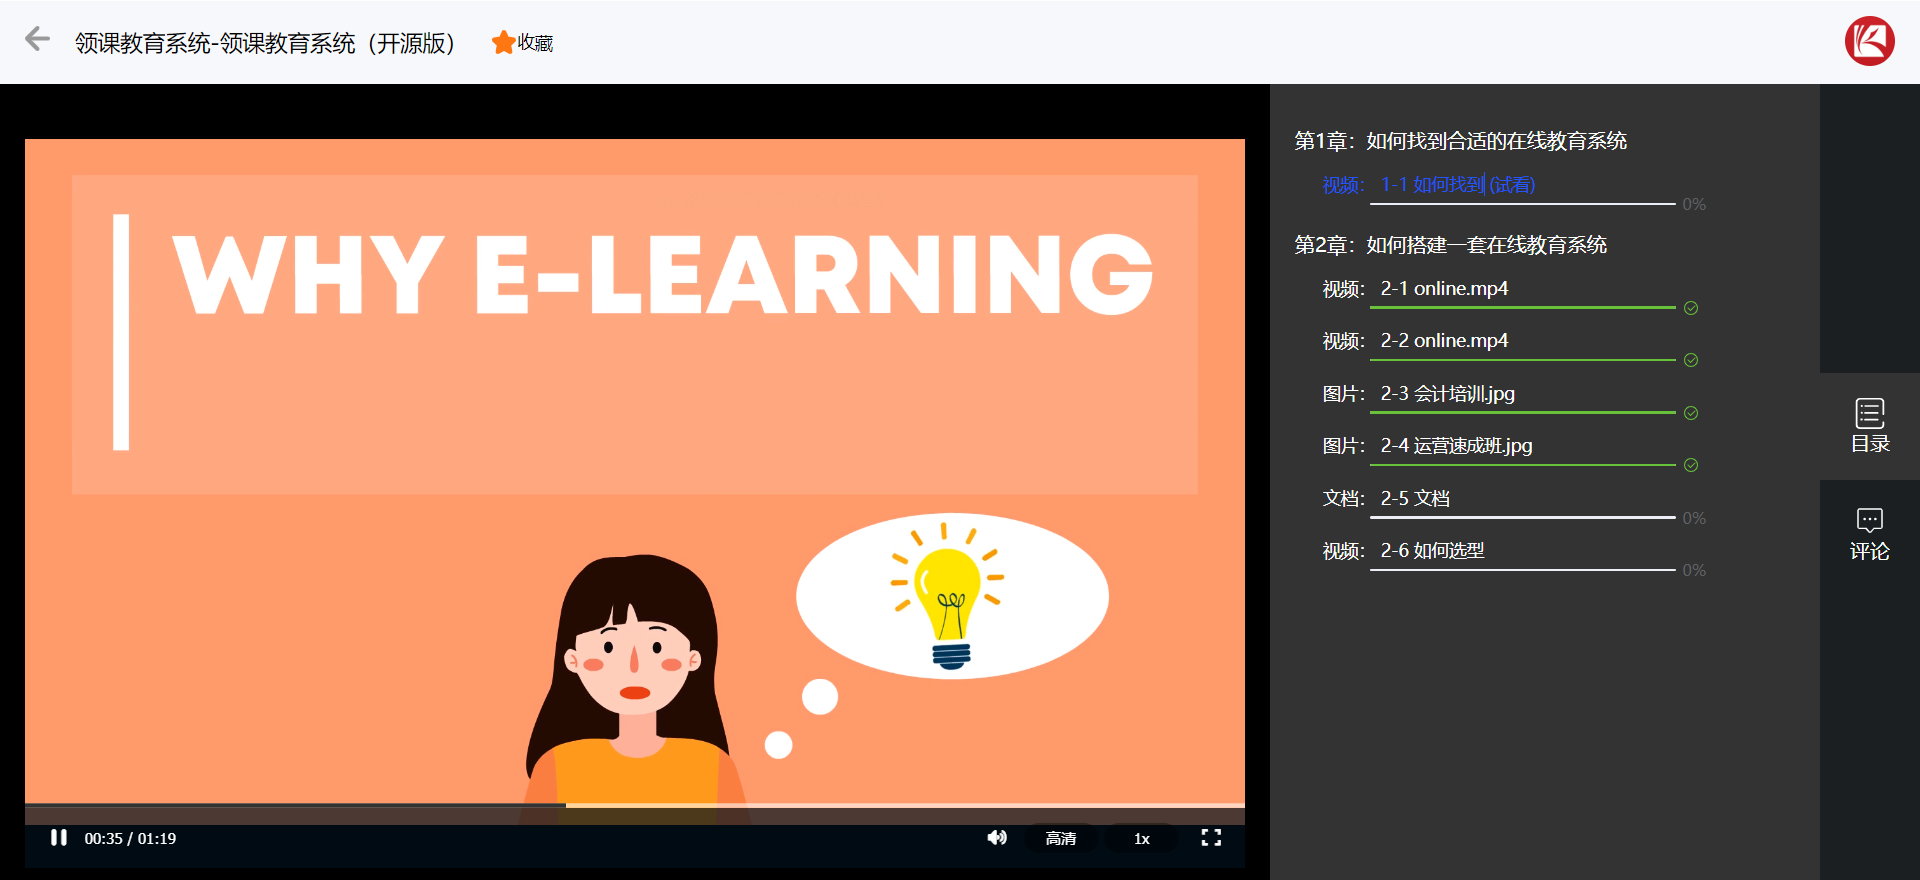 领课教育系统-领课教育系统（开源版） 收藏
WHY E-LEARNING
00:35 / 01:19 高清 1x
第1章：如何找到合适的在线教育系统
视频： 1-1 如何找到 (试看)
0%
第2章：如何搭建一套在线教育系统
视频： 2-1 online.mp4
视频： 2-2 online.mp4
图片： 2-3 会计培训.jpg
图片： 2-4 运营速成班.jpg
文档： 2-5 文档
0%
视频： 2-6 如何选型
0%
目录
评论